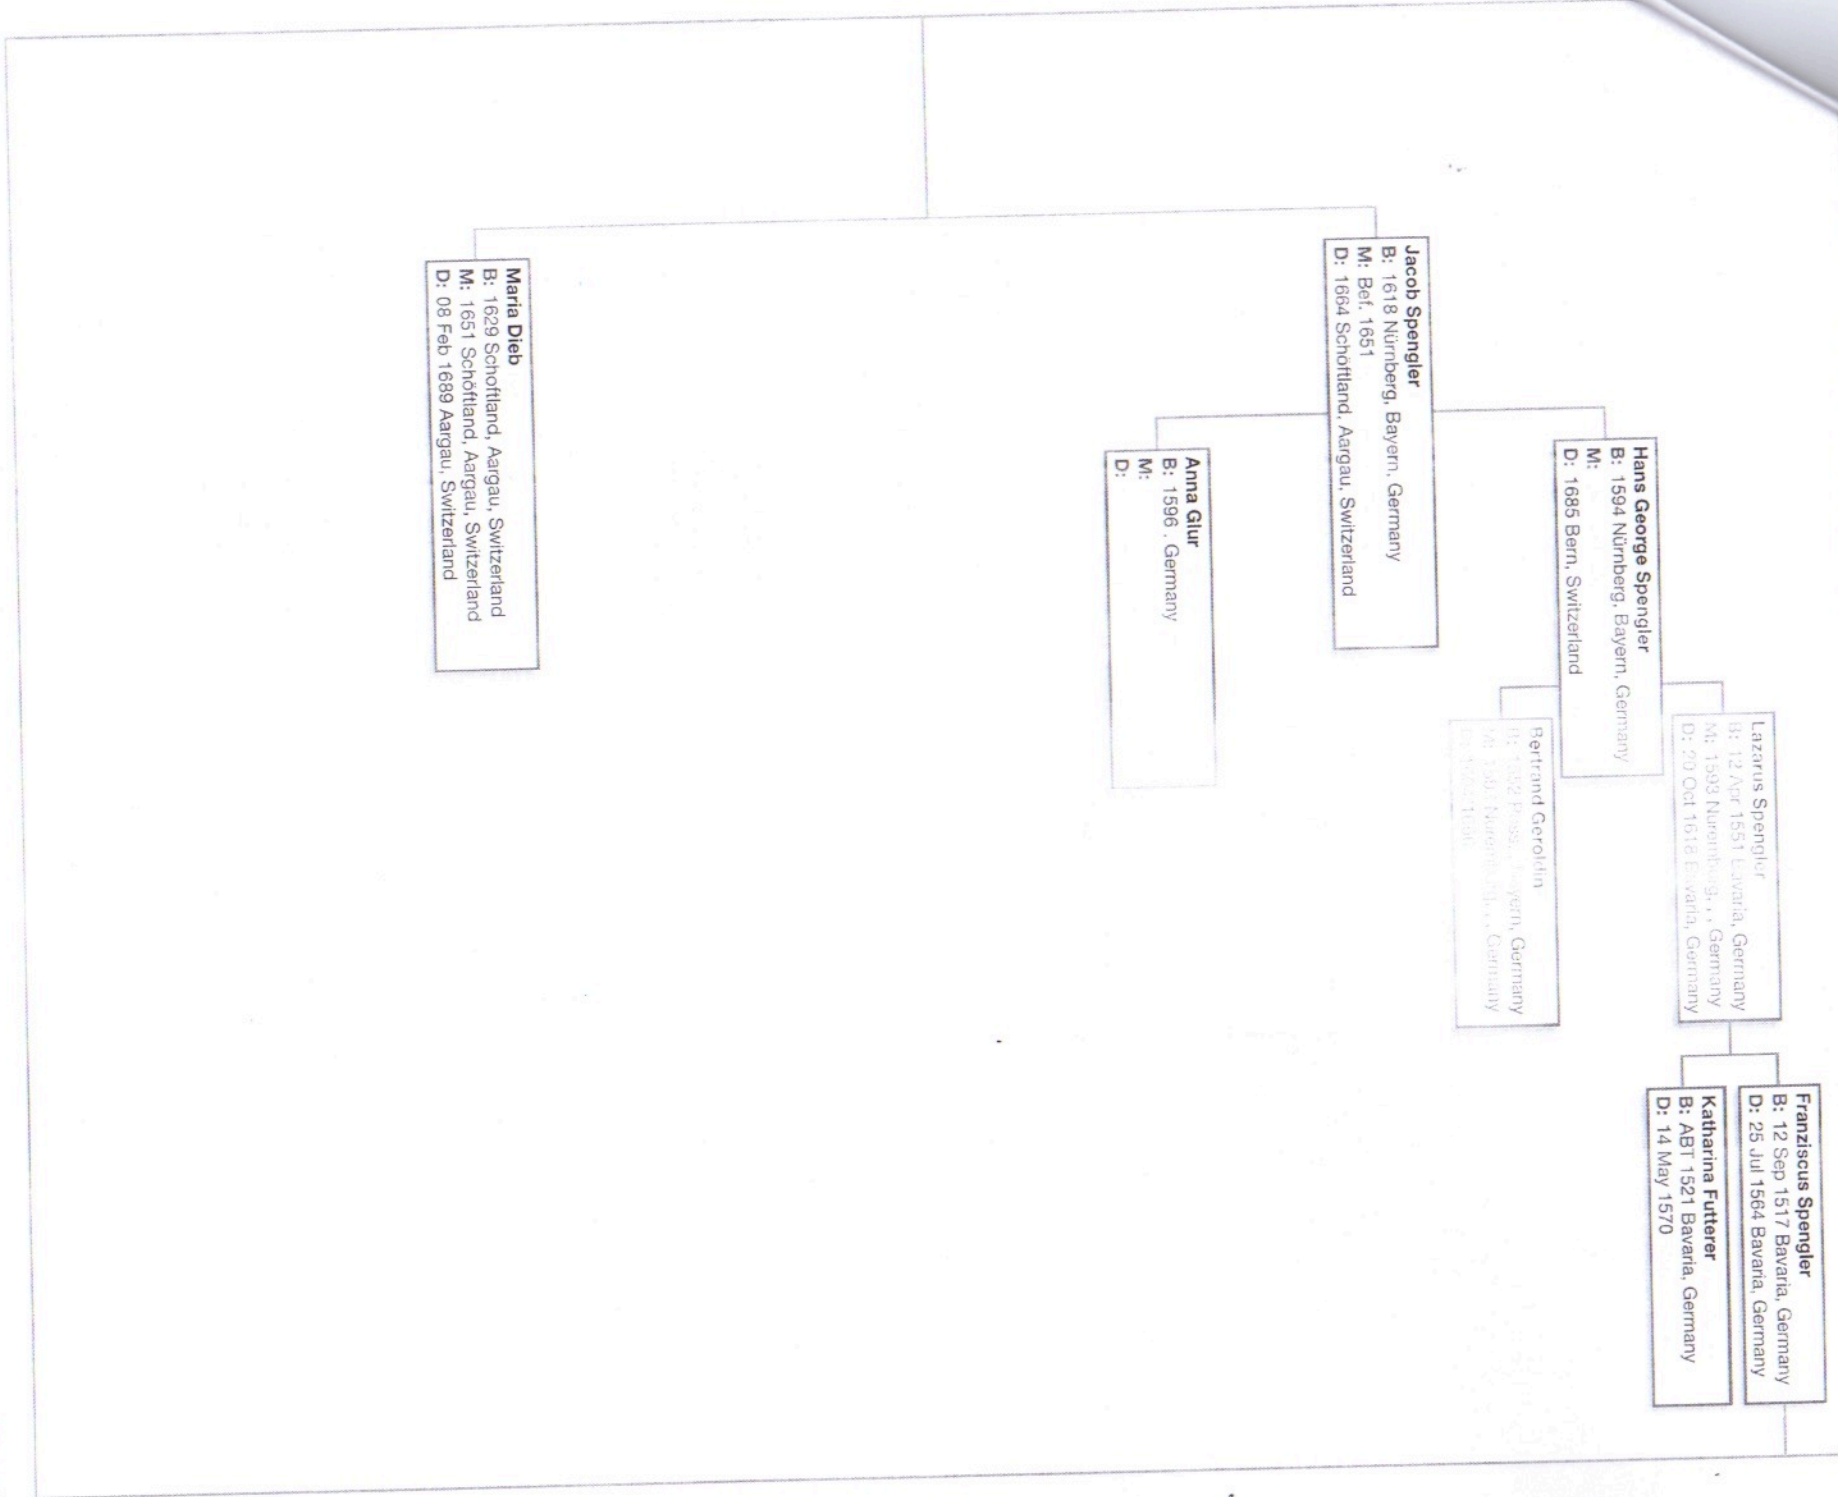 Franziscus Spengler
B: 12 Sep 1517 Bavaria, Germany
D: 25 Jul 1564 Bavaria, Germany
Katharina Futterer
B: ABT 1521 Bavaria, Germany
D: 14 May 1570
Lazarus Spengler
B: 12 Apr 1551 Bavaria, Germany
M: 1593 Nuremburg, , , Germany
D: 20 Oct 1618 Bavaria, Germany
Hans George Spengler
B: 1594 Nürnberg, Bayern, Germany
M:
D: 1685 Bern, Switzerland
Bertrand Geroldin
Germany
Germany
Jacob Spengler
B: 1618 Nürnberg, Bayern, Germany
M: Bef. 1651
D: 1664 Schöftland, Aargau, Switzerland
Anna Glur
B: 1596 . Germany
M:
D:
Maria Dieb
B: 1629 Schoftland, Aargau, Switzerland
M: 1651 Schöftland, Aargau, Switzerland
D: 08 Feb 1689 Aargau, Switzerland